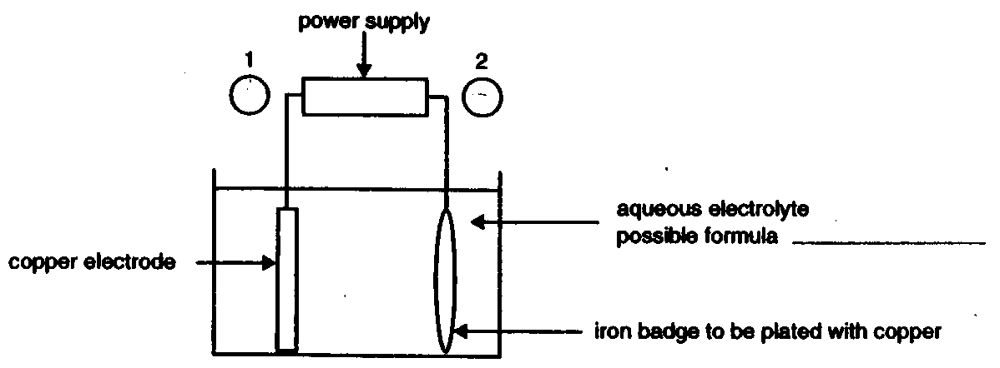 power supply
1
2
aqueous electrolyte
possible formula
copper electrode
iron badge to be plated with copper